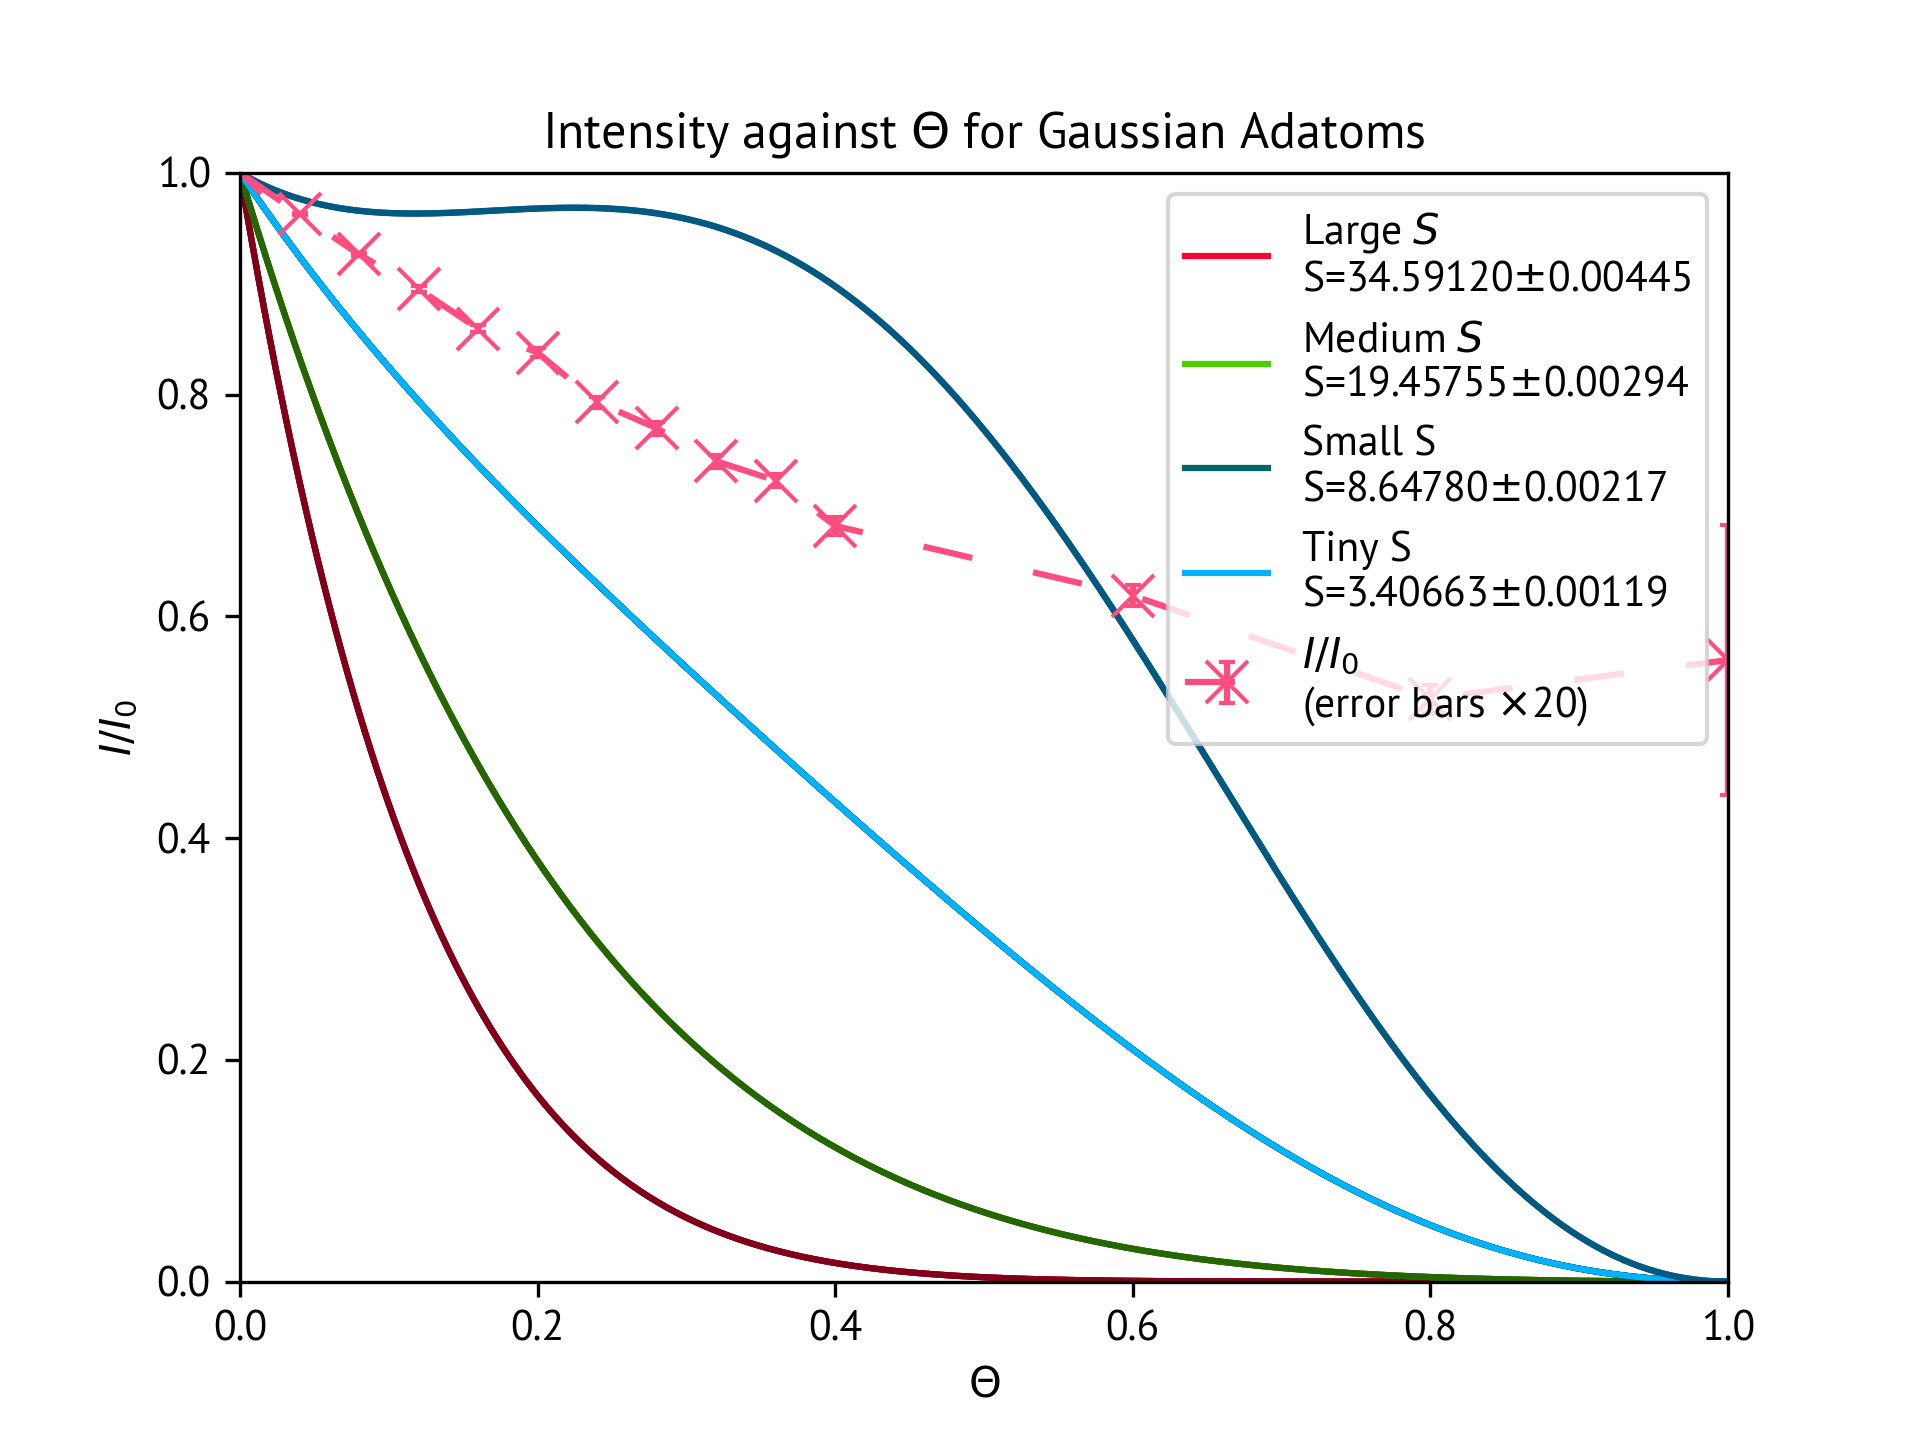 Intensity against Θ for Gaussian Adatoms
1.0
0.8
0.6
0.4
0.2
0.0
I/I₀
Large S
S=34.59120±0.00445
Medium S
S=19.45755±0.00294
Small S
S=8.64780±0.00217
Tiny S
S=3.40663±0.00119
I/I₀
(error bars ×20)
0.0 0.2 0.4 0.6 0.8 1.0
Θ